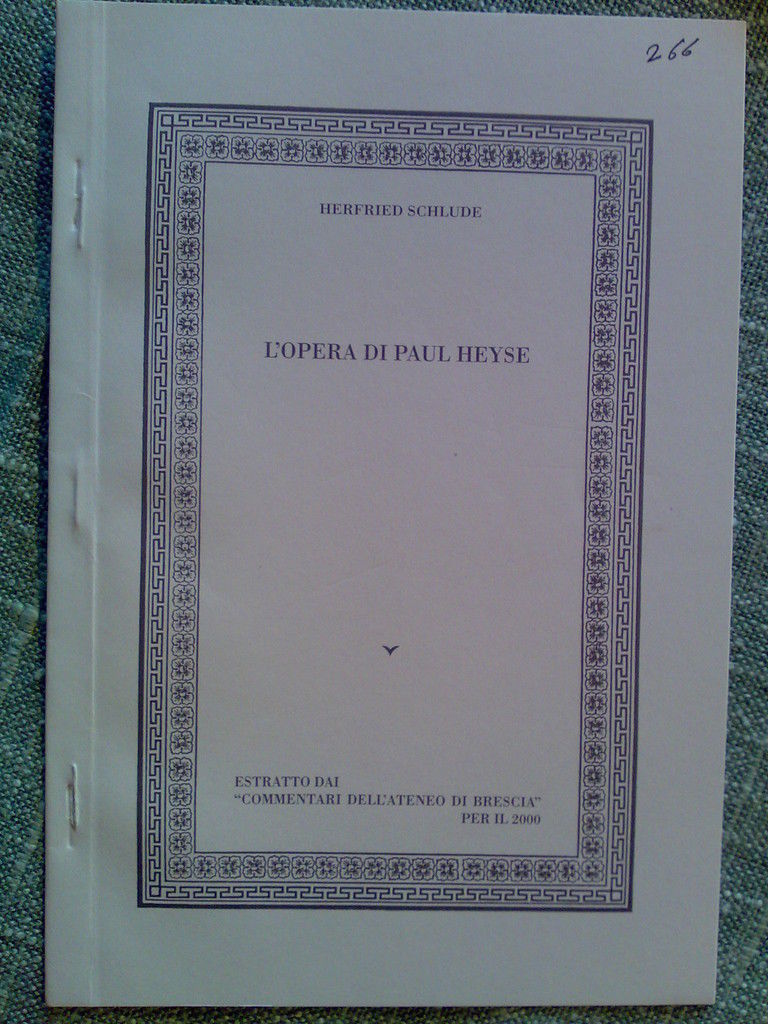 266
HERFRIED SCHLUDE
L'OPERA DI PAUL HEYSE
ESTRATTO DAI
“COMMENTARI DELL'ATENEO DI BRESCIA”
PER IL 2000